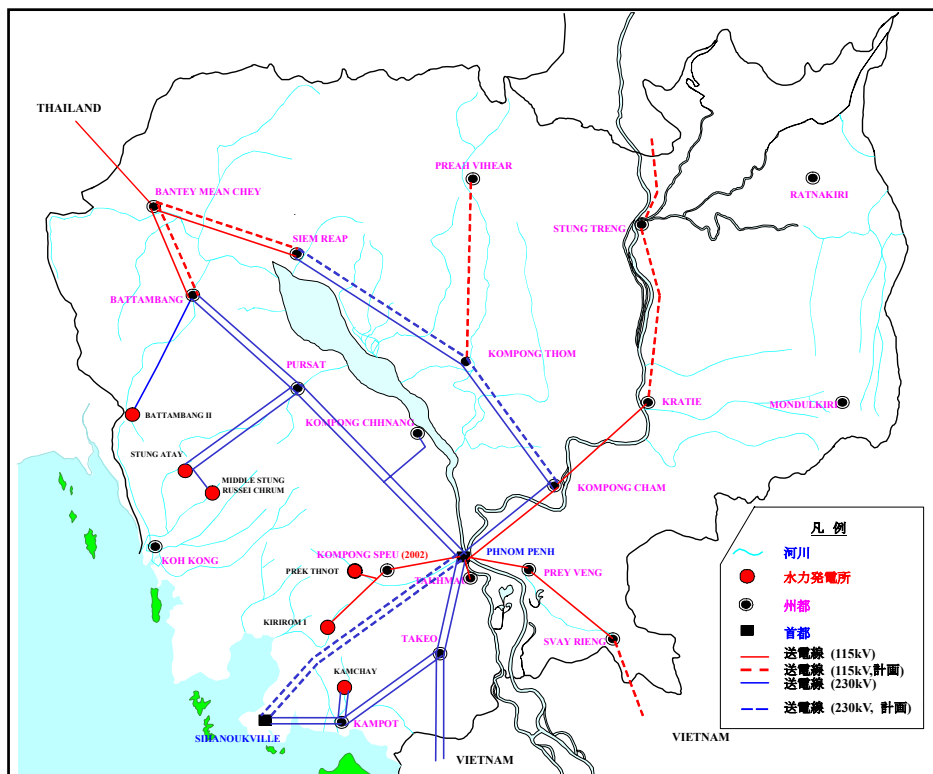 THAILAND
PREAH VIHEAR
BANTEY MEAN CHEY
RATNAKIRI
STUNG TRENG
SIEM REAP
BATTAMBANG
KOMPONG THOM
PURSAT
KRATIE
MONDULKIRI
BATTAMBANG II
KOMPONG CHHNANG
STUNG ATAY
MIDDLE STUNG
RUSSEI CHRUM
KOMPONG CHAM
KOH KONG
KOMPONG SPEU (2002)
PHNOM PENH
PREK THNOT
TAKHMAU
PREY VENG
KIRIROM I
TAKEO
SVAY RIENG
KAMCHAY
SIHANOUKVILLE
KAMPOT
VIETNAM
VIETNAM
凡 例
河川
水力発電所
州都
首都
送電線 (115kV)
送電線 (115kV,計画)
送電線 (230kV)
送電線 (230kV, 計画)